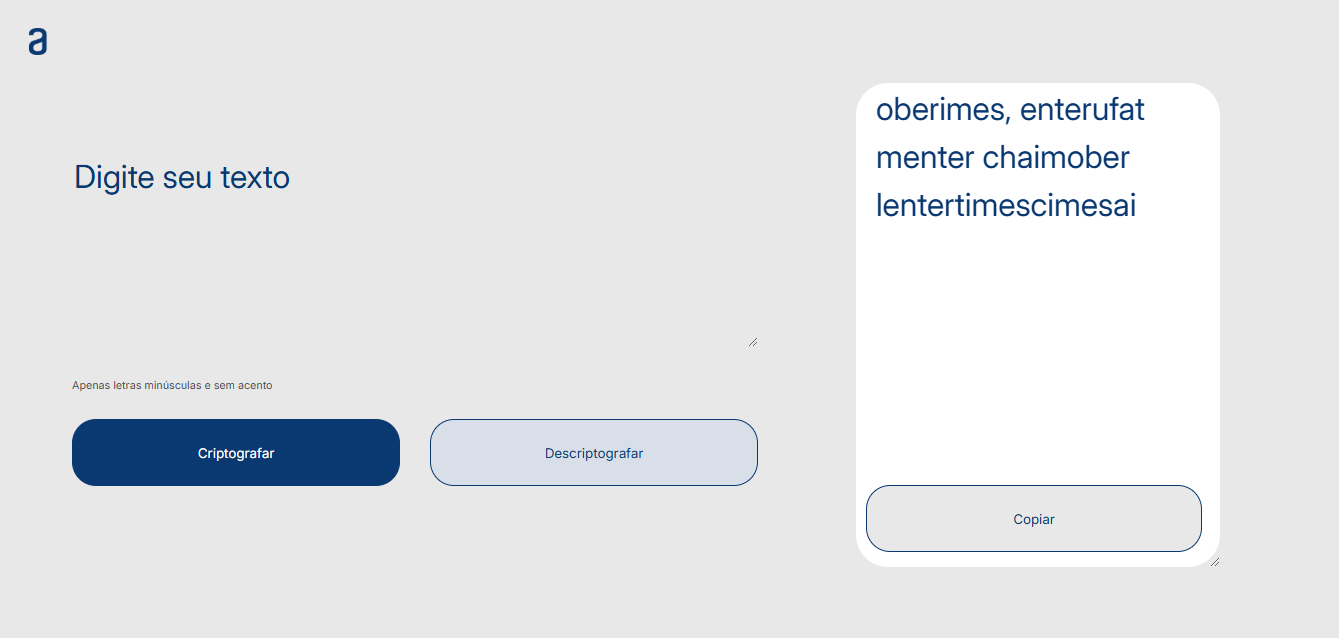 a
Digite seu texto
Apenas letras minúsculas e sem acento
Criptografar
Descriptografar
oberimes, enterufat
menter chaimober
lentertimescimesai
Copiar